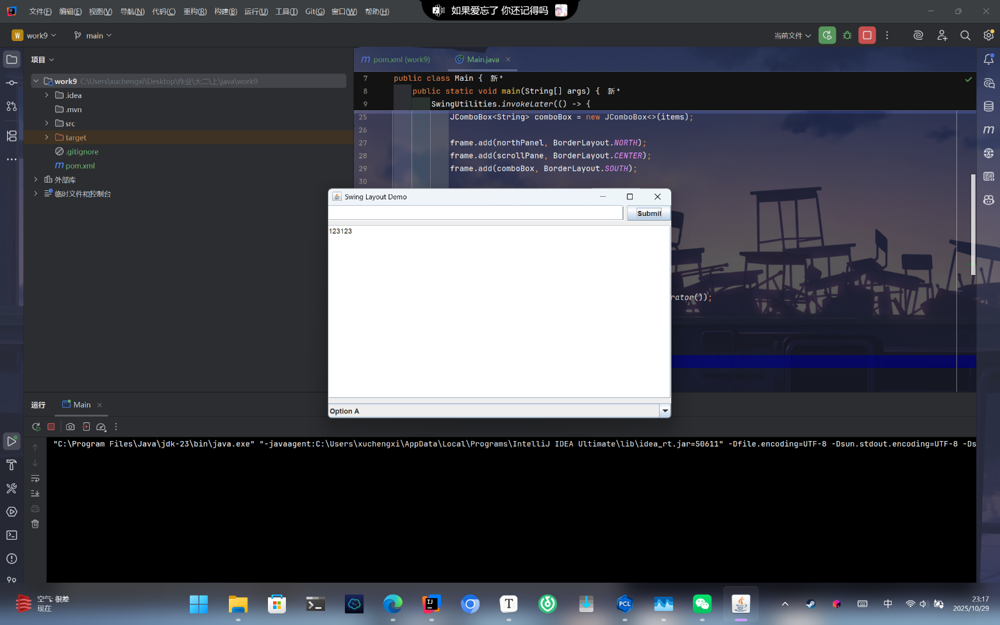 如果爱忘了 你还记得吗
文件(F) 编辑(E) 视图(V) 导航(N) 代码(C) 重构(R) 构建(B) 运行(U) 工具(T) Git(G) 窗口(W) 帮助(H)
W work9 main 当前文件
项目
pom.xml (work9) Main.java
work9 C:\Users\xuchengxi\Desktop\作业\大二\上\java\work9
.idea
.mvn
src
target
.gitignore
pom.xml
外部库
临时文件和控制台
7 public class Main { 新 *
8 public static void main(String[] args) { 新 *
9 SwingUtilities.invokeLater(() -> {
25 JComboBox<String> comboBox = new JComboBox<>(items);
26
27 frame.add(northPanel, BorderLayout.NORTH);
28 frame.add(scrollPane, BorderLayout.CENTER);
29 frame.add(comboBox, BorderLayout.SOUTH);
30
rator());
Swing Layout Demo
Submit
123123
Option A
运行 Main
"C:\Program Files\Java\jdk-23\bin\java.exe" "-javaagent:C:\Users\xuchengxi\AppData\Local\Programs\IntelliJ IDEA Ultimate\lib\idea_rt.jar=50611" -Dfile.encoding=UTF-8 -Dsun.stdout.encoding=UTF-8 -Ds
空气: 很差
现在
IJ
T
PCL
中
23:17
2025/10/29